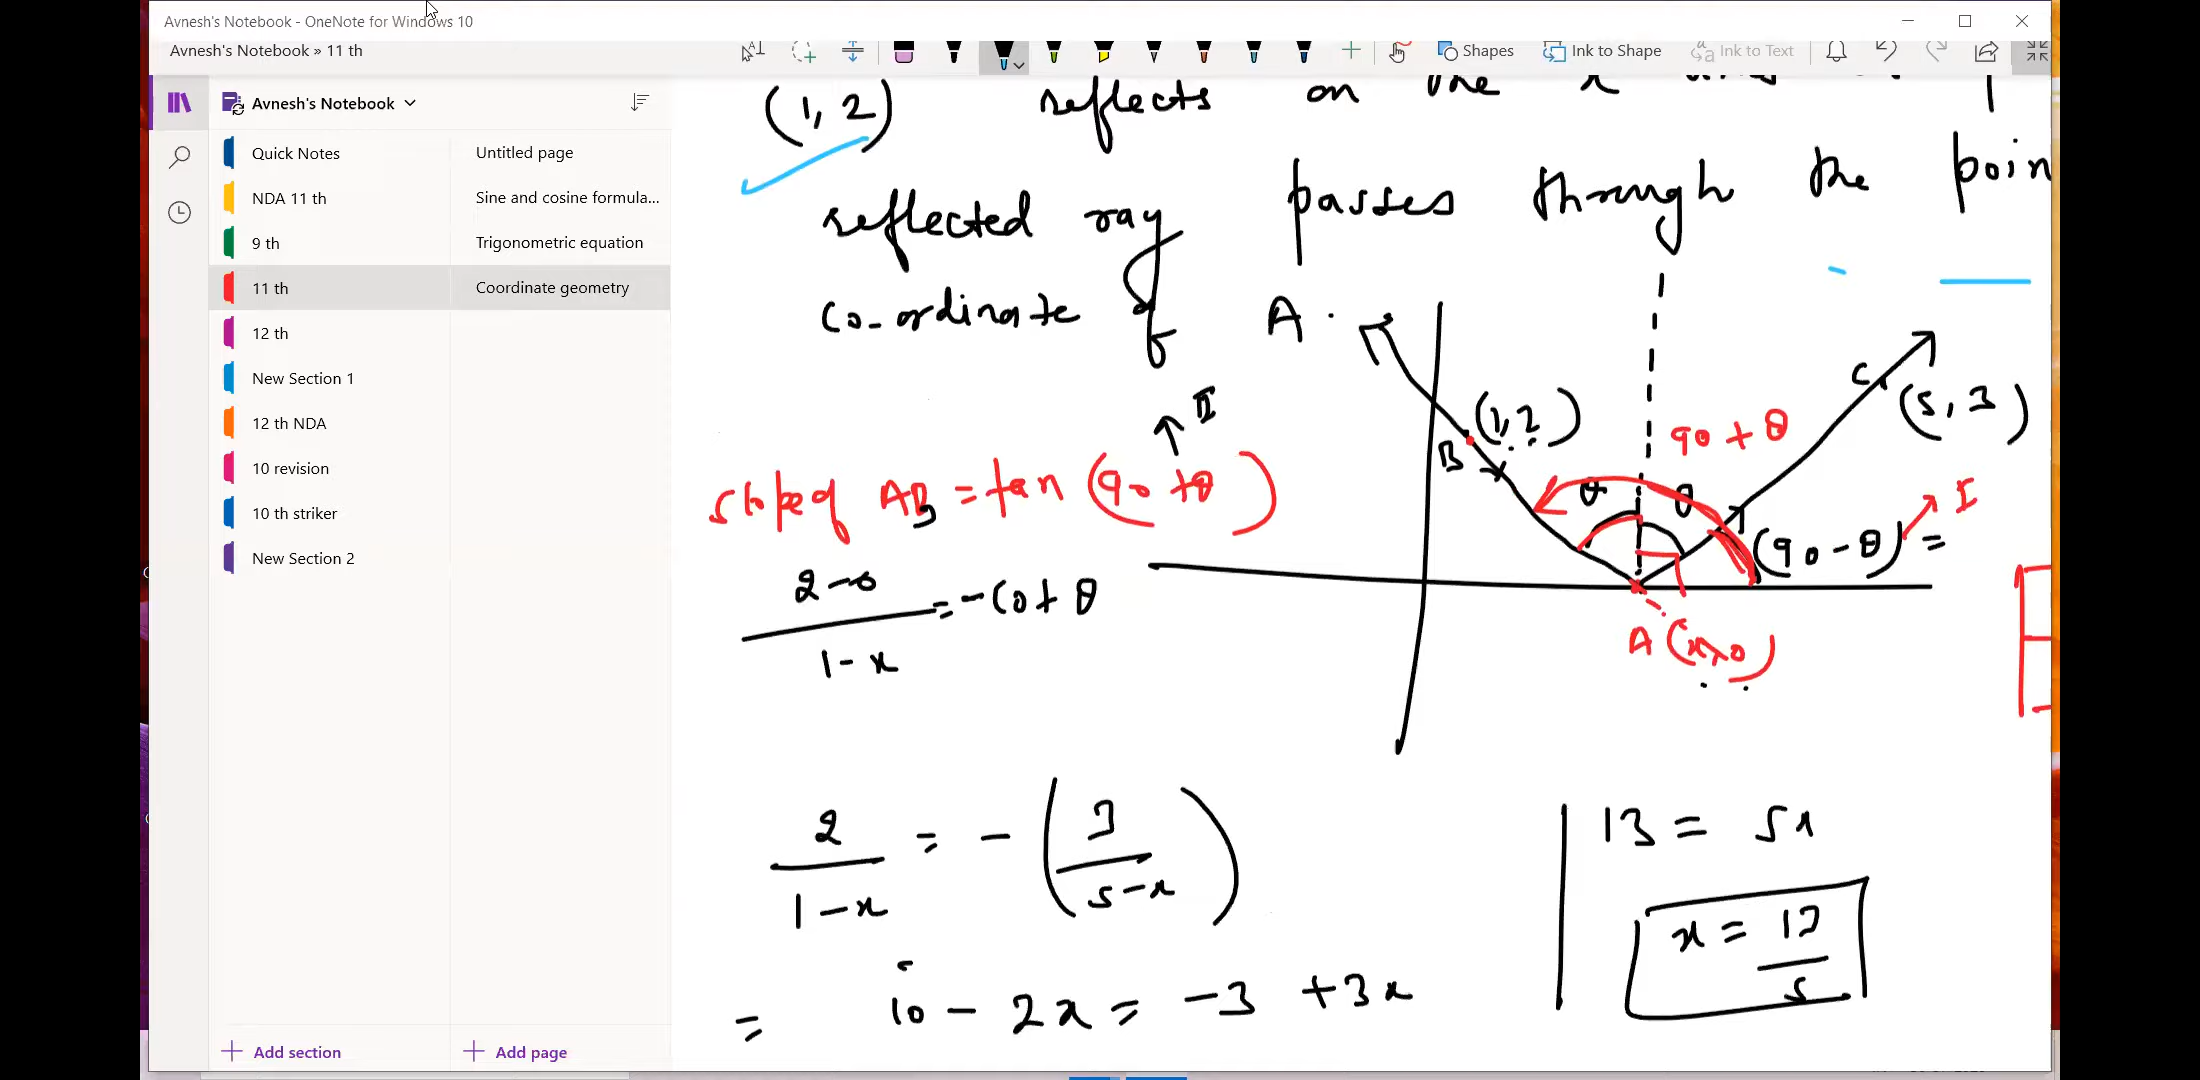 Avnesh's Notebook - OneNote for Windows 10
Avnesh's Notebook » 11 th
Shapes
Ink to Shape
Ink to Text
Avnesh's Notebook
Quick Notes
NDA 11 th
9 th
11 th
12 th
New Section 1
12 th NDA
10 revision
10 th striker
New Section 2
Untitled page
Sine and cosine formula...
Trigonometric equation
Coordinate geometry
Add section
Add page
(1, 2) reflects on the x
reflected ray passes through the poin
co-ordinate of A.
II
slope of AB = tan (90 + θ)
2-0 / 1-x = -cot θ
(1, 2)
B
C
(5, 3)
90 + θ
θ θ
I
(90 - θ) =
A (x, 0)
2 / 1-x = - (3 / 5-x)
= 10 - 2x = -3 + 3x
13 = 5x
x = 13 / 5